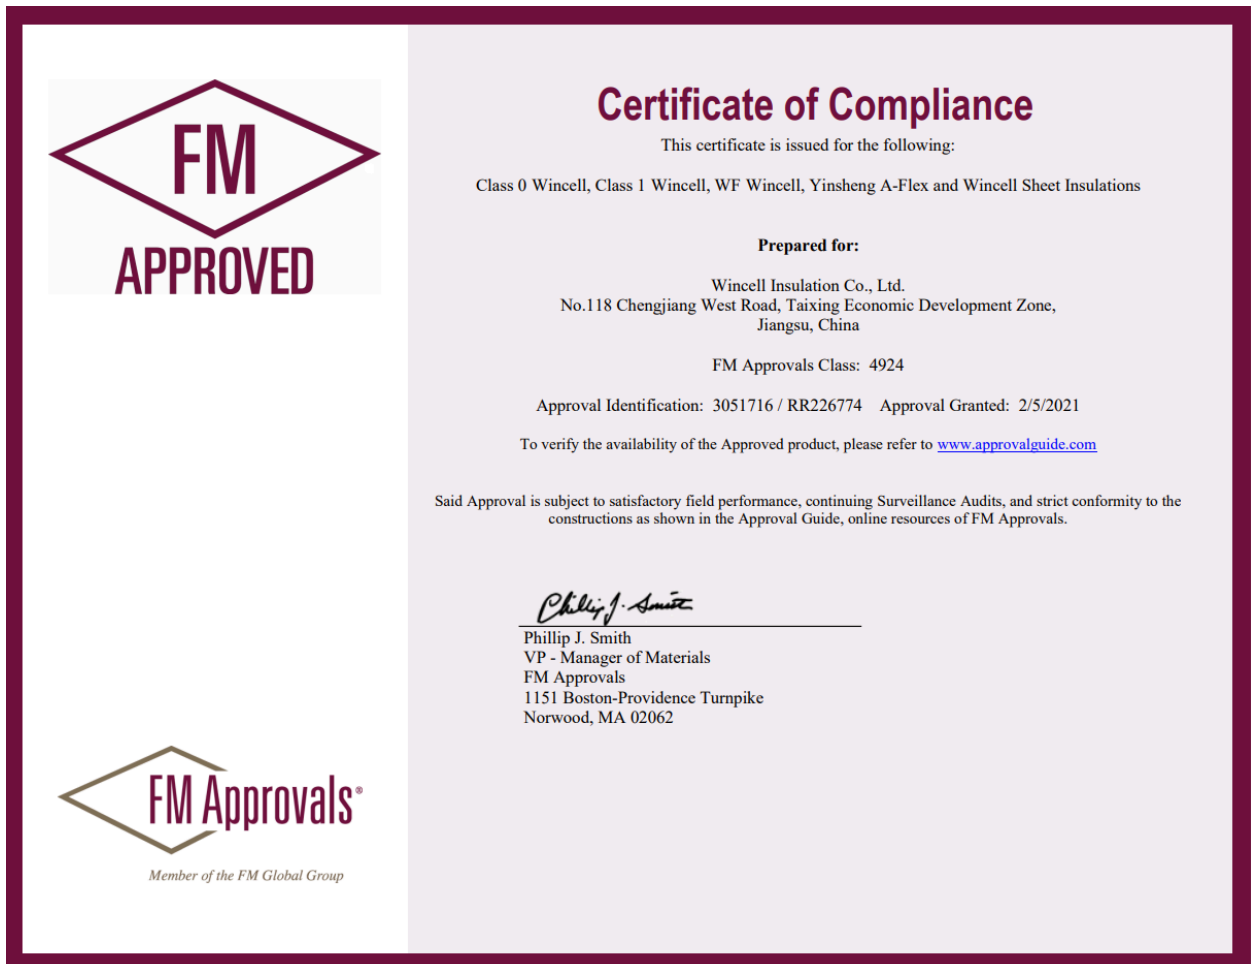 FM
APPROVED
Certificate of Compliance
This certificate is issued for the following:
Class 0 Wincell, Class 1 Wincell, WF Wincell, Yinsheng A-Flex and Wincell Sheet Insulations
Prepared for:
Wincell Insulation Co., Ltd.
No.118 Chengjiang West Road, Taixing Economic Development Zone,
Jiangsu, China
FM Approvals Class: 4924
Approval Identification: 3051716 / RR226774 Approval Granted: 2/5/2021
To verify the availability of the Approved product, please refer to www.approvalguide.com
Said Approval is subject to satisfactory field performance, continuing Surveillance Audits, and strict conformity to the
constructions as shown in the Approval Guide, online resources of FM Approvals.
Phillip J. Smith
Phillip J. Smith
VP - Manager of Materials
FM Approvals
1151 Boston-Providence Turnpike
Norwood, MA 02062
FM Approvals®
Member of the FM Global Group